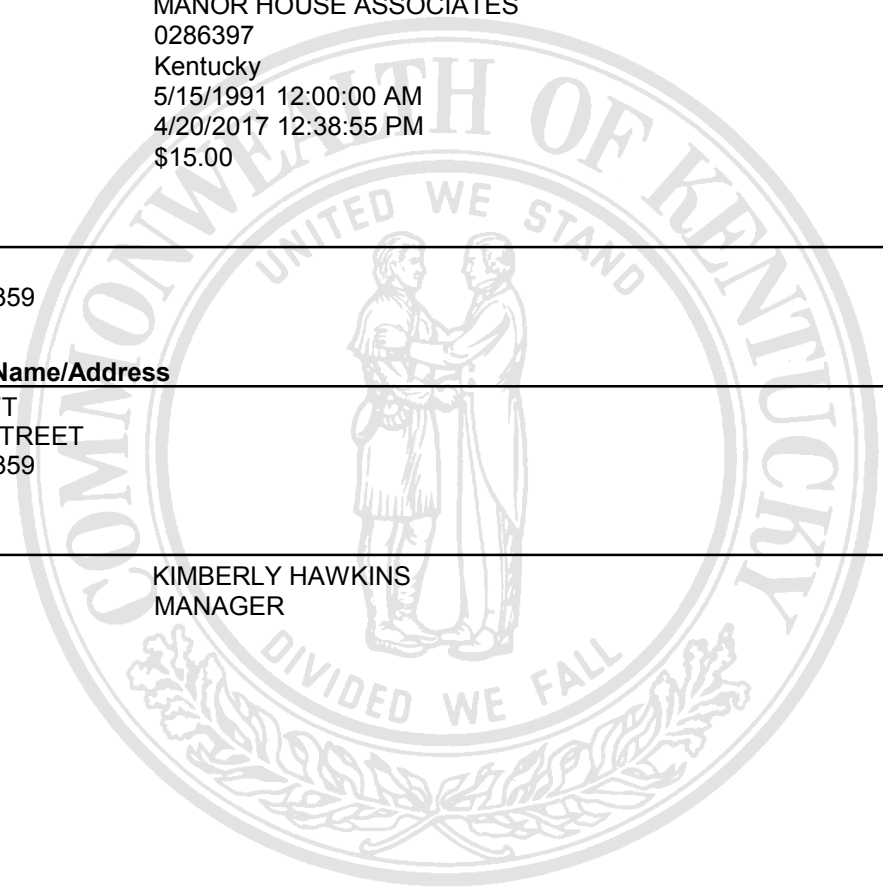 MANOR HOUSE ASSOCIATES
0286397
Kentucky
5/15/1991 12:00:00 AM
4/20/2017 12:38:55 PM
$15.00
359
Name/Address
TREET
359
KIMBERLY HAWKINS
MANAGER
COMMONWEALTH OF KENTUCKY
UNITED WE STAND
DIVIDED WE FALL